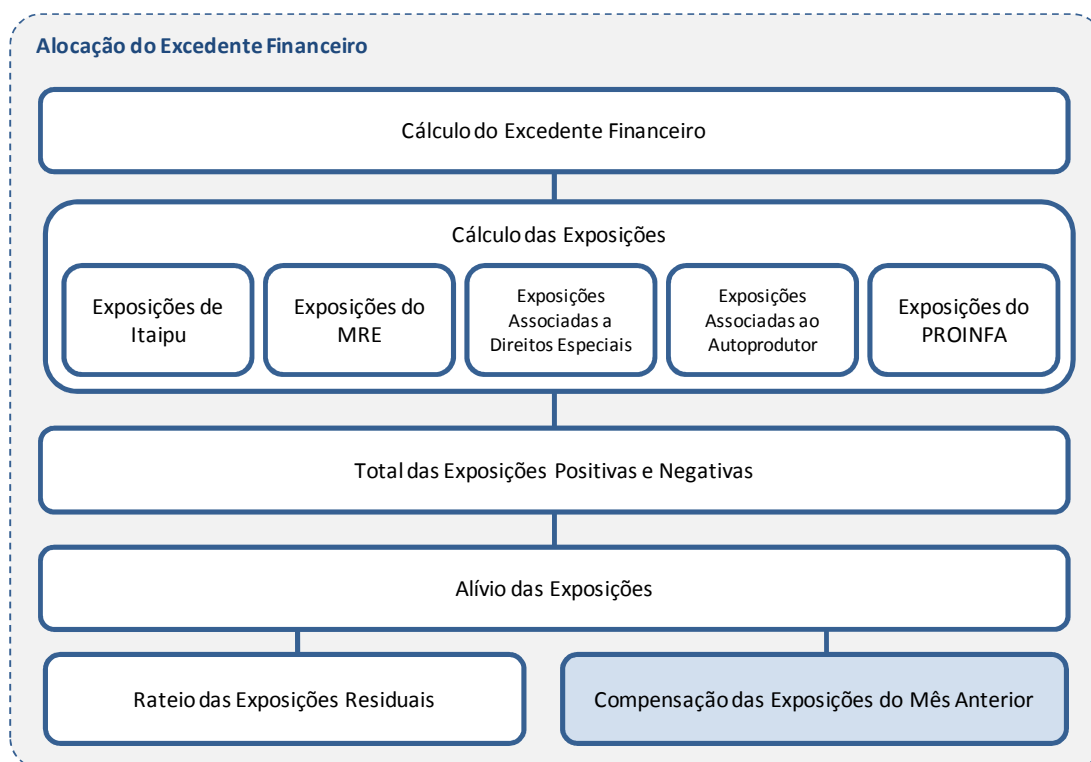 Alocação do Excedente Financeiro
Cálculo do Excedente Financeiro
Cálculo das Exposições
Exposições de
Itaipu
Exposições do
MRE
Exposições
Associadas a
Direitos Especiais
Exposições
Associadas ao
Autoprodutor
Exposições do
PROINFA
Total das Exposições Positivas e Negativas
Alívio das Exposições
Rateio das Exposições Residuais
Compensação das Exposições do Mês Anterior